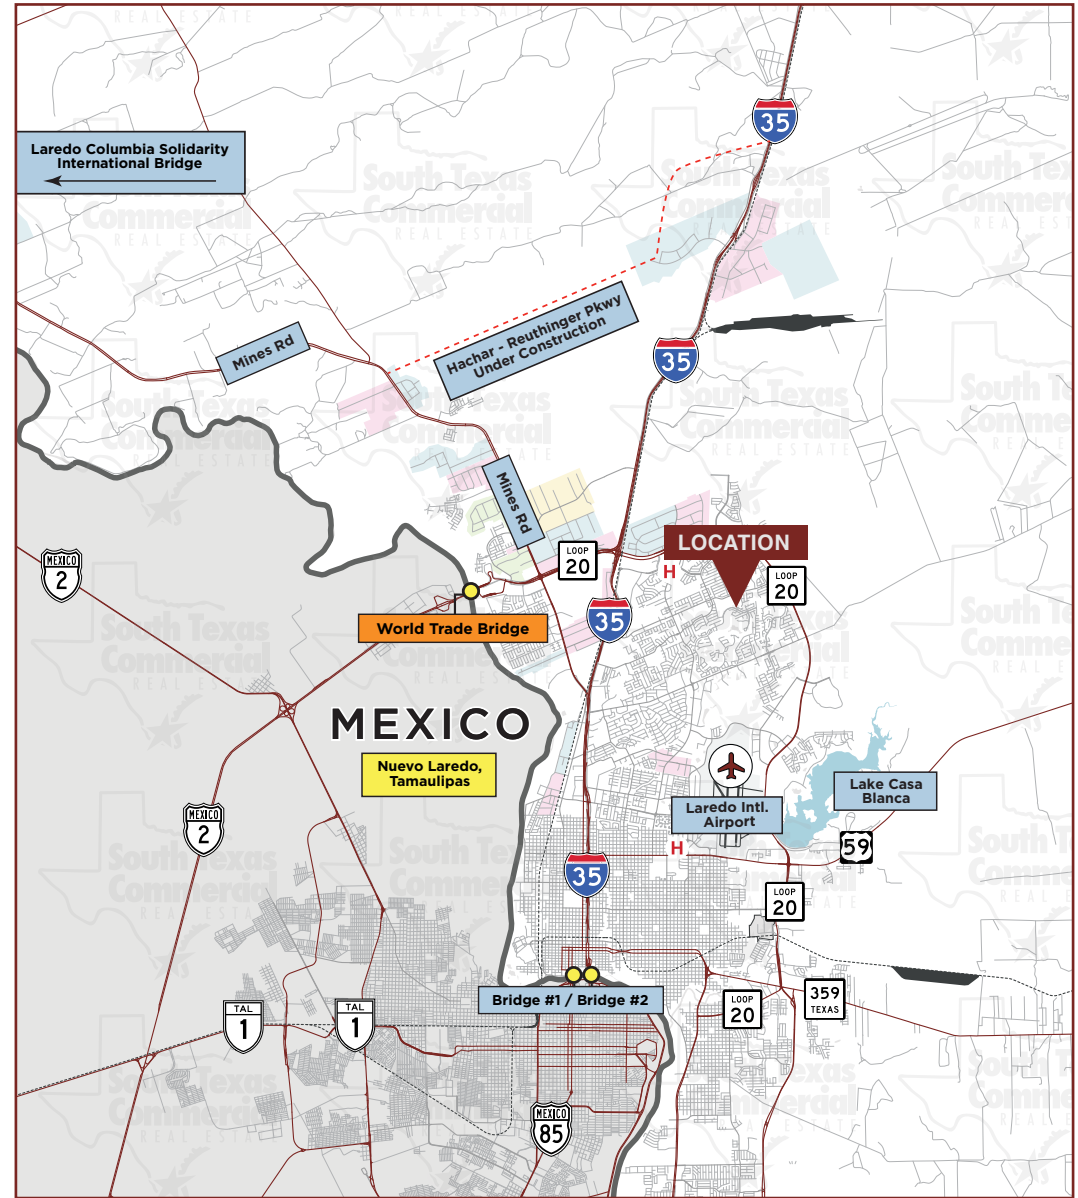 35
Laredo Columbia Solidarity
International Bridge
South Texas
Commercial
REAL ESTATE
Hachar - Reuthinger Pkwy
Under Construction
Mines Rd
35
Mines Rd
LOCATION
LOOP
20
H
LOOP
20
MEXICO
2
35
World Trade Bridge
MEXICO
Nuevo Laredo,
Tamaulipas
Laredo Intl.
Airport
Lake Casa
Blanca
MEXICO
2
H
59
35
LOOP
20
Bridge #1 / Bridge #2
LOOP
20
359
TEXAS
TAL
1
TAL
1
MEXICO
85